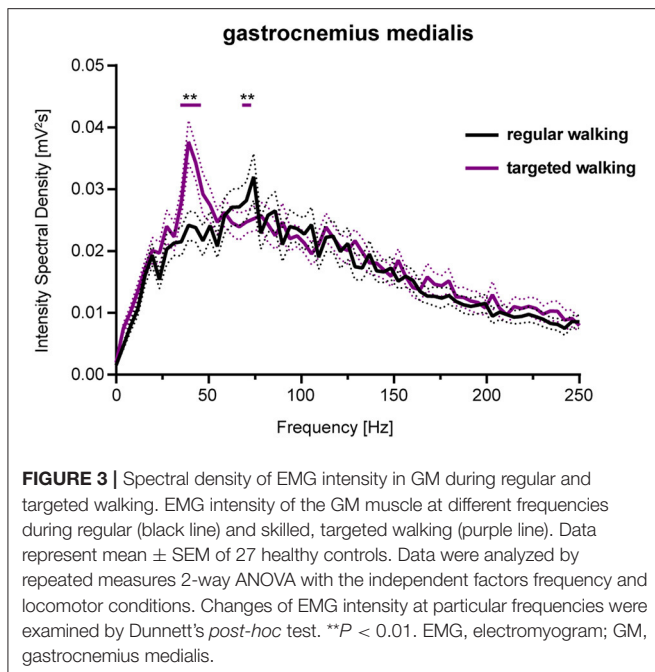 gastrocnemius medialis
0.05
0.04
0.03
0.02
0.01
0.00
Intensity Spectral Density [mV²s]
**
**
regular walking
targeted walking
0
50
100
150
200
250
Frequency [Hz]
FIGURE 3 | Spectral density of EMG intensity in GM during regular and
targeted walking. EMG intensity of the GM muscle at different frequencies
during regular (black line) and skilled, targeted walking (purple line). Data
represent mean ± SEM of 27 healthy controls. Data were analyzed by
repeated measures 2-way ANOVA with the independent factors frequency and
locomotor conditions. Changes of EMG intensity at particular frequencies were
examined by Dunnett's post-hoc test. **P < 0.01. EMG, electromyogram; GM,
gastrocnemius medialis.